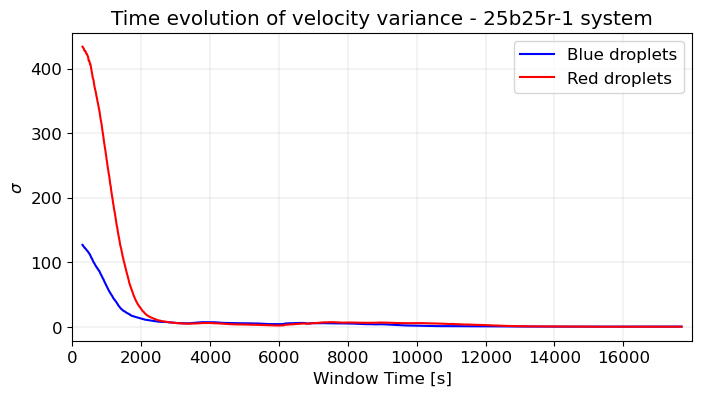 Time evolution of velocity variance - 25b25r-1 system
Blue droplets
Red droplets
400
300
200
100
0
σ
0 2000 4000 6000 8000 10000 12000 14000 16000
Window Time [s]